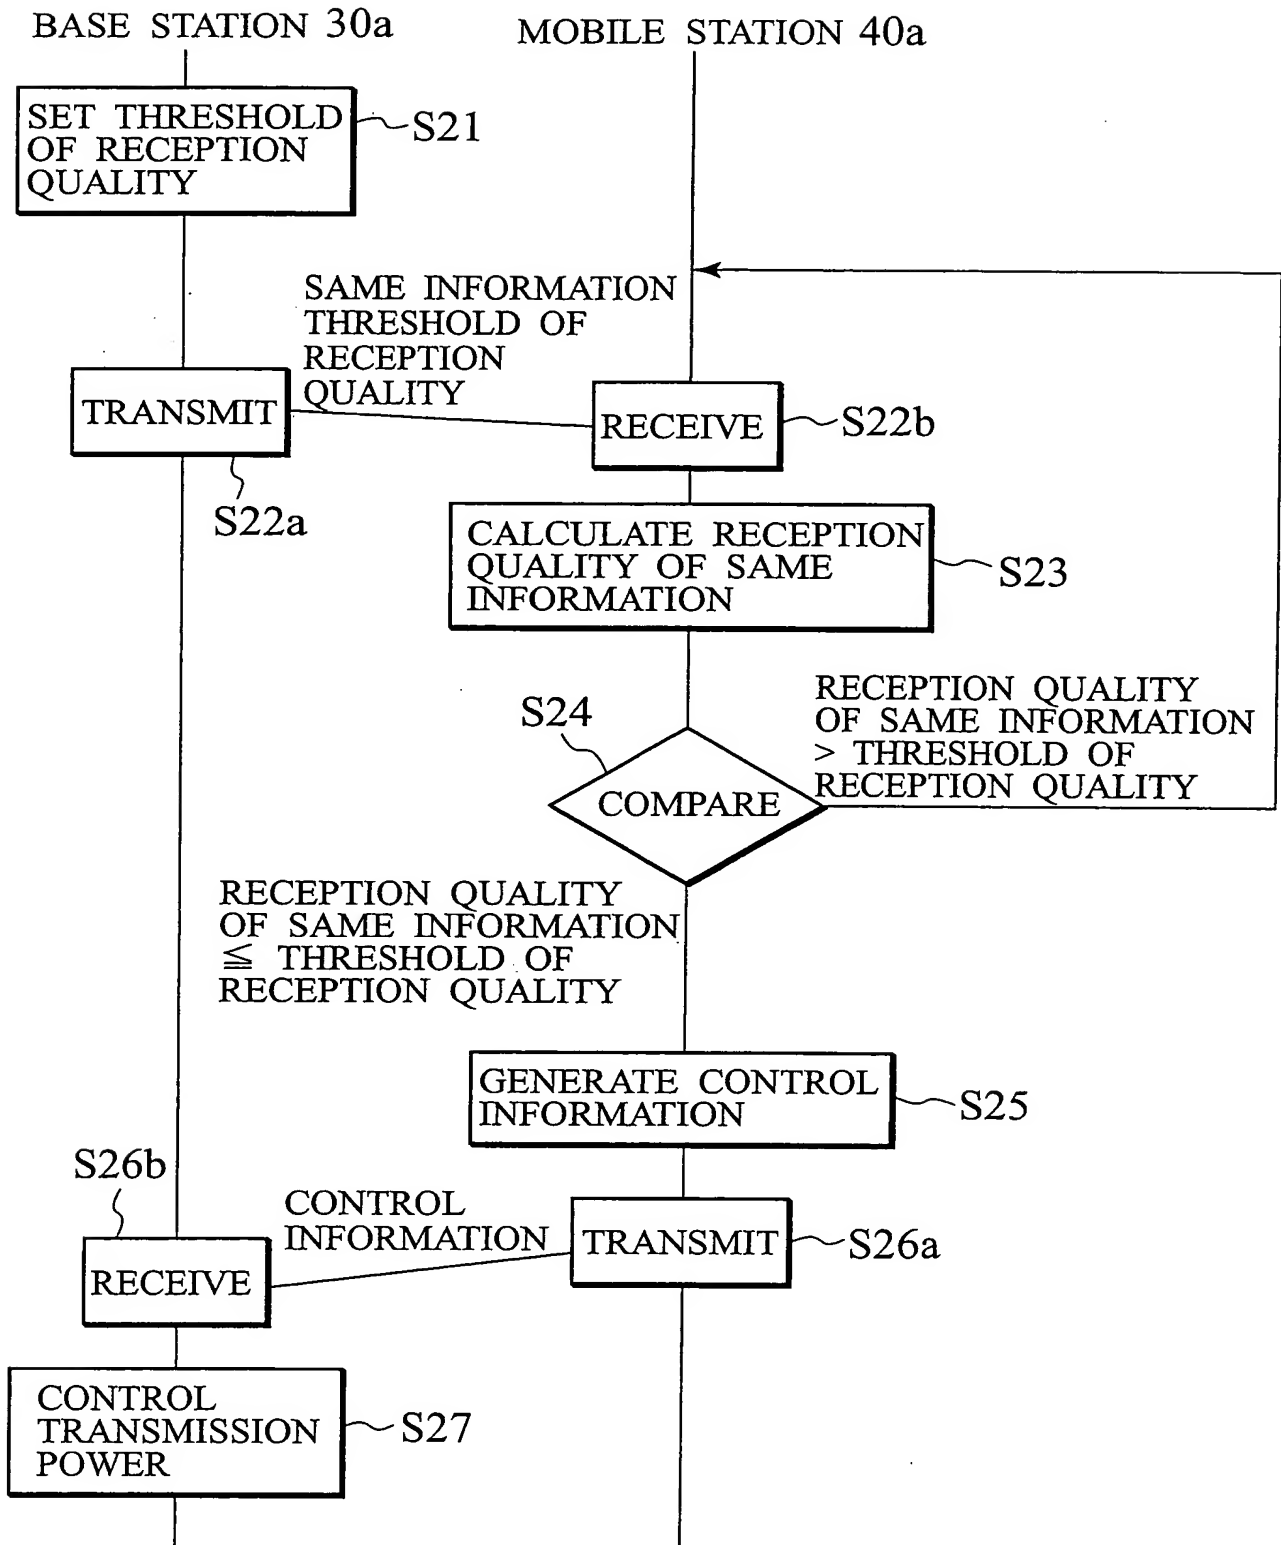 BASE STATION 30a
MOBILE STATION 40a
SET THRESHOLD
OF RECEPTION
QUALITY
S21
SAME INFORMATION
THRESHOLD OF
RECEPTION
QUALITY
TRANSMIT
S22a
RECEIVE
S22b
CALCULATE RECEPTION
QUALITY OF SAME
INFORMATION
S23
S24
COMPARE
RECEPTION QUALITY
OF SAME INFORMATION
> THRESHOLD OF
RECEPTION QUALITY
RECEPTION QUALITY
OF SAME INFORMATION
≦ THRESHOLD OF
RECEPTION QUALITY
GENERATE CONTROL
INFORMATION
S25
S26b
CONTROL
INFORMATION
TRANSMIT
S26a
RECEIVE
CONTROL
TRANSMISSION
POWER
S27